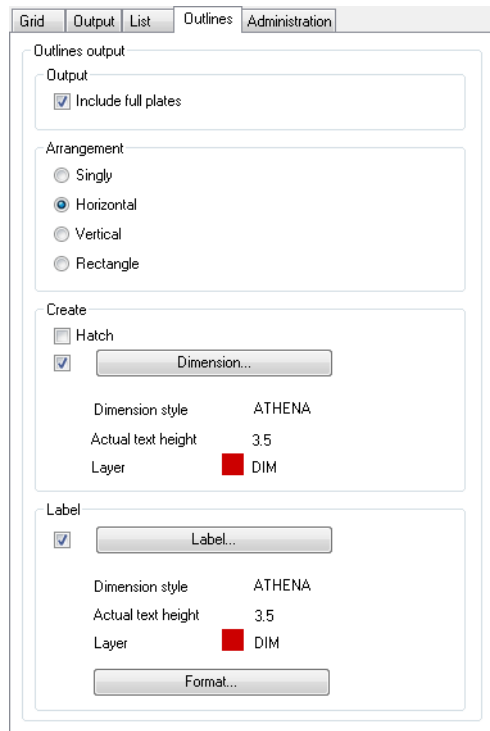 Grid Output List Outlines Administration
Outlines output
Output
Include full plates
Arrangement
Singly
Horizontal
Vertical
Rectangle
Create
Hatch
Dimension...
Dimension style ATHENA
Actual text height 3.5
Layer DIM
Label
Label...
Dimension style ATHENA
Actual text height 3.5
Layer DIM
Format...